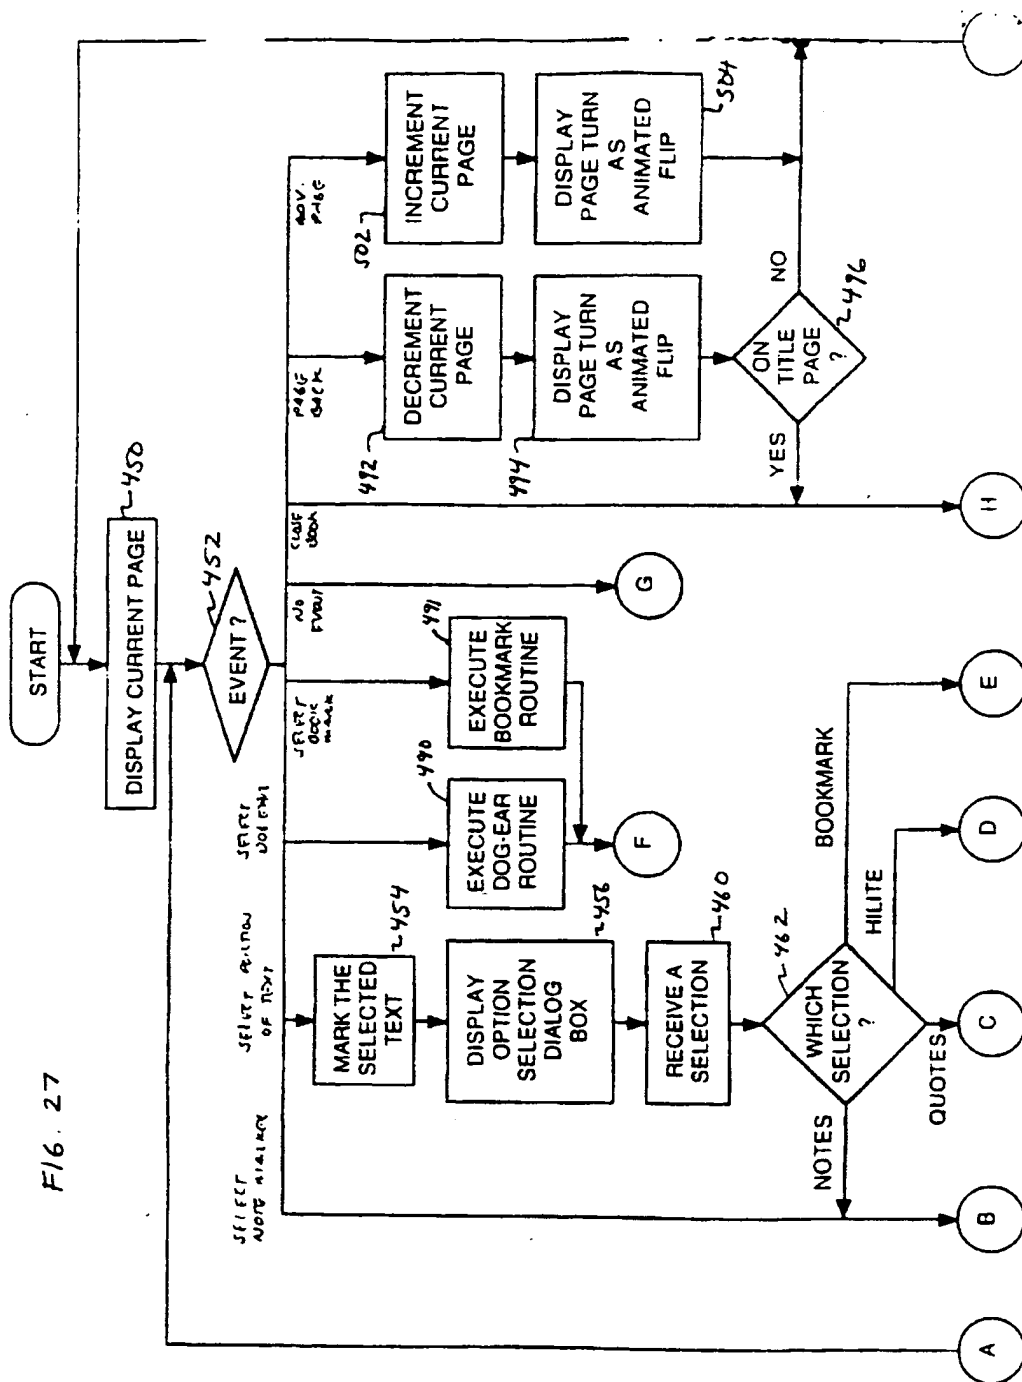 FIG. 27
START
DISPLAY CURRENT PAGE
450
EVENT ?
452
SELECT
NOTE MARKER
SELECT PORTION
OF TEXT
SELECT
DOG EAR
SELECT
BOOK
MARK
NO
EVENT
CLOSE
BOOK
PAGE
BACK
ADV.
PAGE
MARK THE
SELECTED
TEXT
454
DISPLAY
OPTION
SELECTION
DIALOG
BOX
456
RECEIVE A
SELECTION
460
WHICH
SELECTION
?
462
NOTES
QUOTES
HILITE
BOOKMARK
EXECUTE
DOG-EAR
ROUTINE
490
EXECUTE
BOOKMARK
ROUTINE
491
DECREMENT
CURRENT
PAGE
492
DISPLAY
PAGE TURN
AS
ANIMATED
FLIP
494
ON
TITLE
PAGE
?
496
YES
NO
INCREMENT
CURRENT
PAGE
502
DISPLAY
PAGE TURN
AS
ANIMATED
FLIP
504
A
B
C
D
E
F
G
H